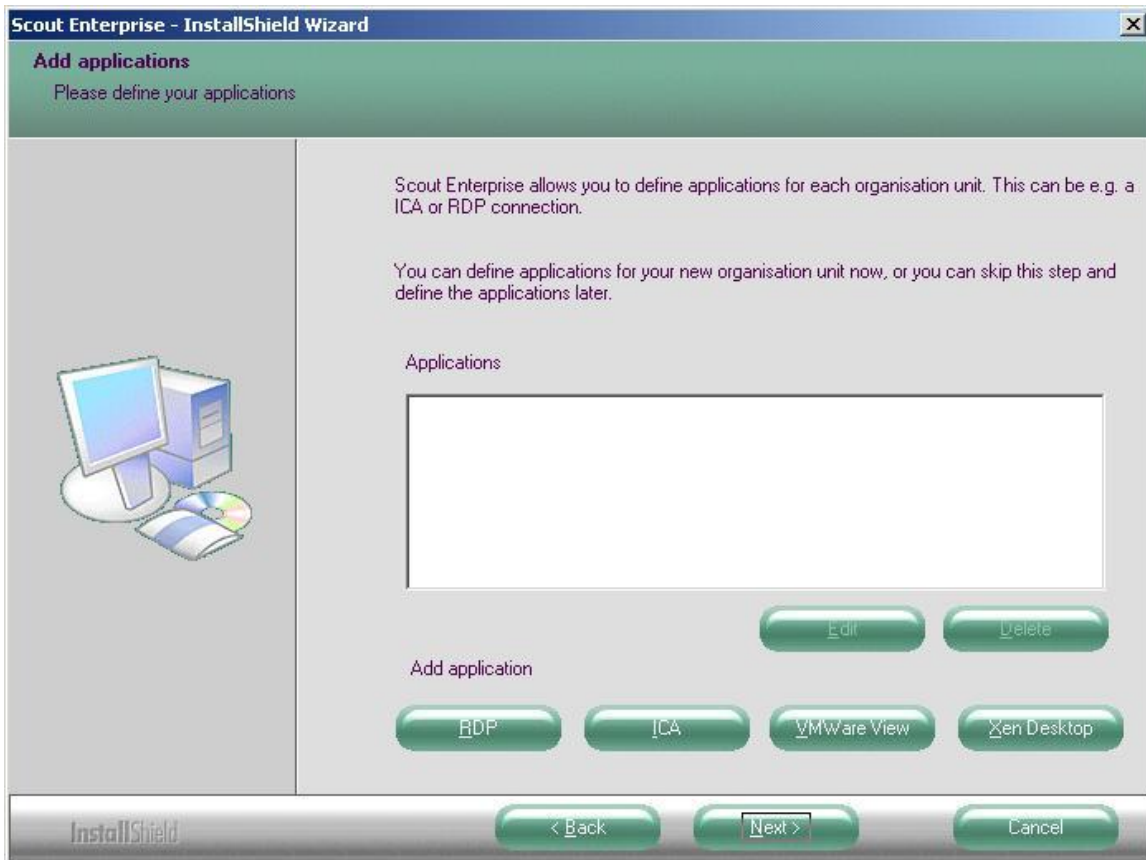 Scout Enterprise - InstallShield Wizard
Add applications
Please define your applications
Scout Enterprise allows you to define applications for each organisation unit. This can be e.g. a
ICA or RDP connection.
You can define applications for your new organisation unit now, or you can skip this step and
define the applications later.
Applications
Edit Delete
Add application
RDP ICA VMWare View Xen Desktop
InstallShield < Back Next > Cancel